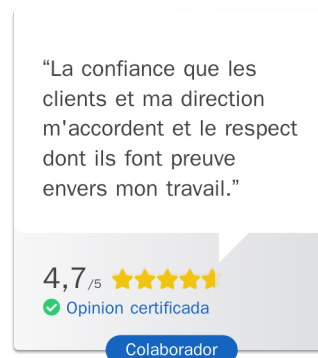 “La confiance que les
clients et ma direction
m'accordent et le respect
dont ils font preuve
envers mon travail.”
4,7/5
Opinion certificada
Colaborador